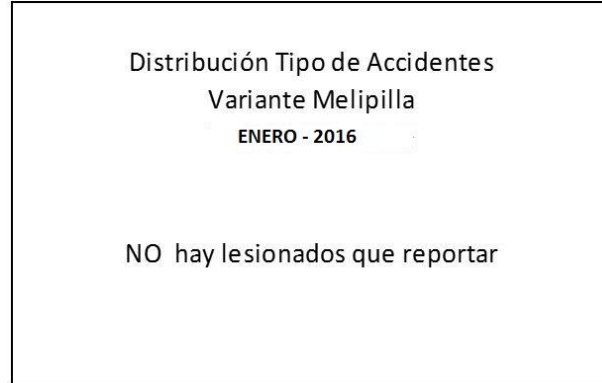 Distribución Tipo de Accidentes
Variante Melipilla
ENERO - 2016
NO hay lesionados que reportar